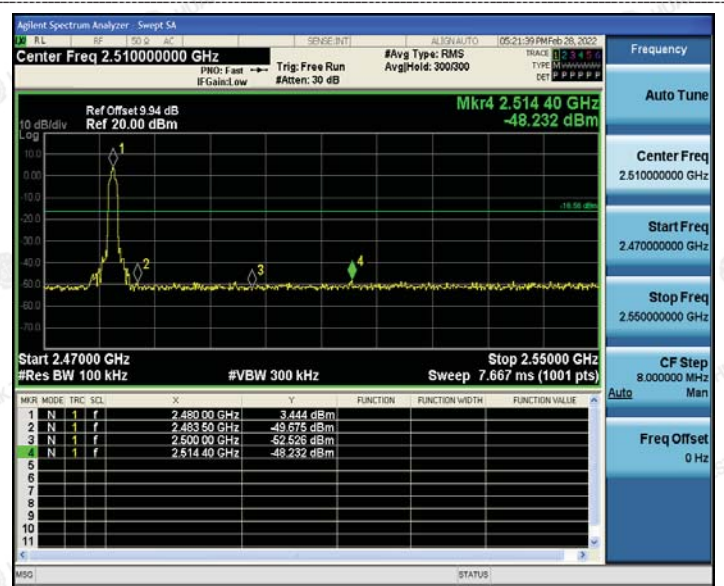 Agilent Spectrum Analyzer - Swept SA
RL RF 50 Ω AC SENSE:INT ALIGNAUTO 05:21:39 PMFeb 28, 2022
Center Freq 2.510000000 GHz #Avg Type: RMS TRACE 1 2 3 4 5 6
PNO: Fast Trig: Free Run Avg|Hold: 300/300 TYPE M
IFGain:Low #Atten: 30 dB DET P P P P P P
Mkr4 2.514 40 GHz
Ref Offset 9.94 dB
10 dB/div Ref 20.00 dBm -48.232 dBm
Log
10.0
0.00
-10.0
-20.0
-30.0
-40.0
-50.0
-60.0
-70.0
1
2
3
4
-16.56 dBm
Start 2.47000 GHz Stop 2.55000 GHz
#Res BW 100 kHz #VBW 300 kHz Sweep 7.667 ms (1001 pts)
MKR MODE TRC SCL X Y FUNCTION FUNCTION WIDTH FUNCTION VALUE
1 N 1 f 2.480 00 GHz 3.444 dBm
2 N 1 f 2.483 50 GHz -49.675 dBm
3 N 1 f 2.500 00 GHz -52.526 dBm
4 N 1 f 2.514 40 GHz -48.232 dBm
5
6
7
8
9
10
11
MSG STATUS
Frequency
Auto Tune
Center Freq
2.510000000 GHz
Start Freq
2.470000000 GHz
Stop Freq
2.550000000 GHz
CF Step
8.000000 MHz
Auto Man
Freq Offset
0 Hz